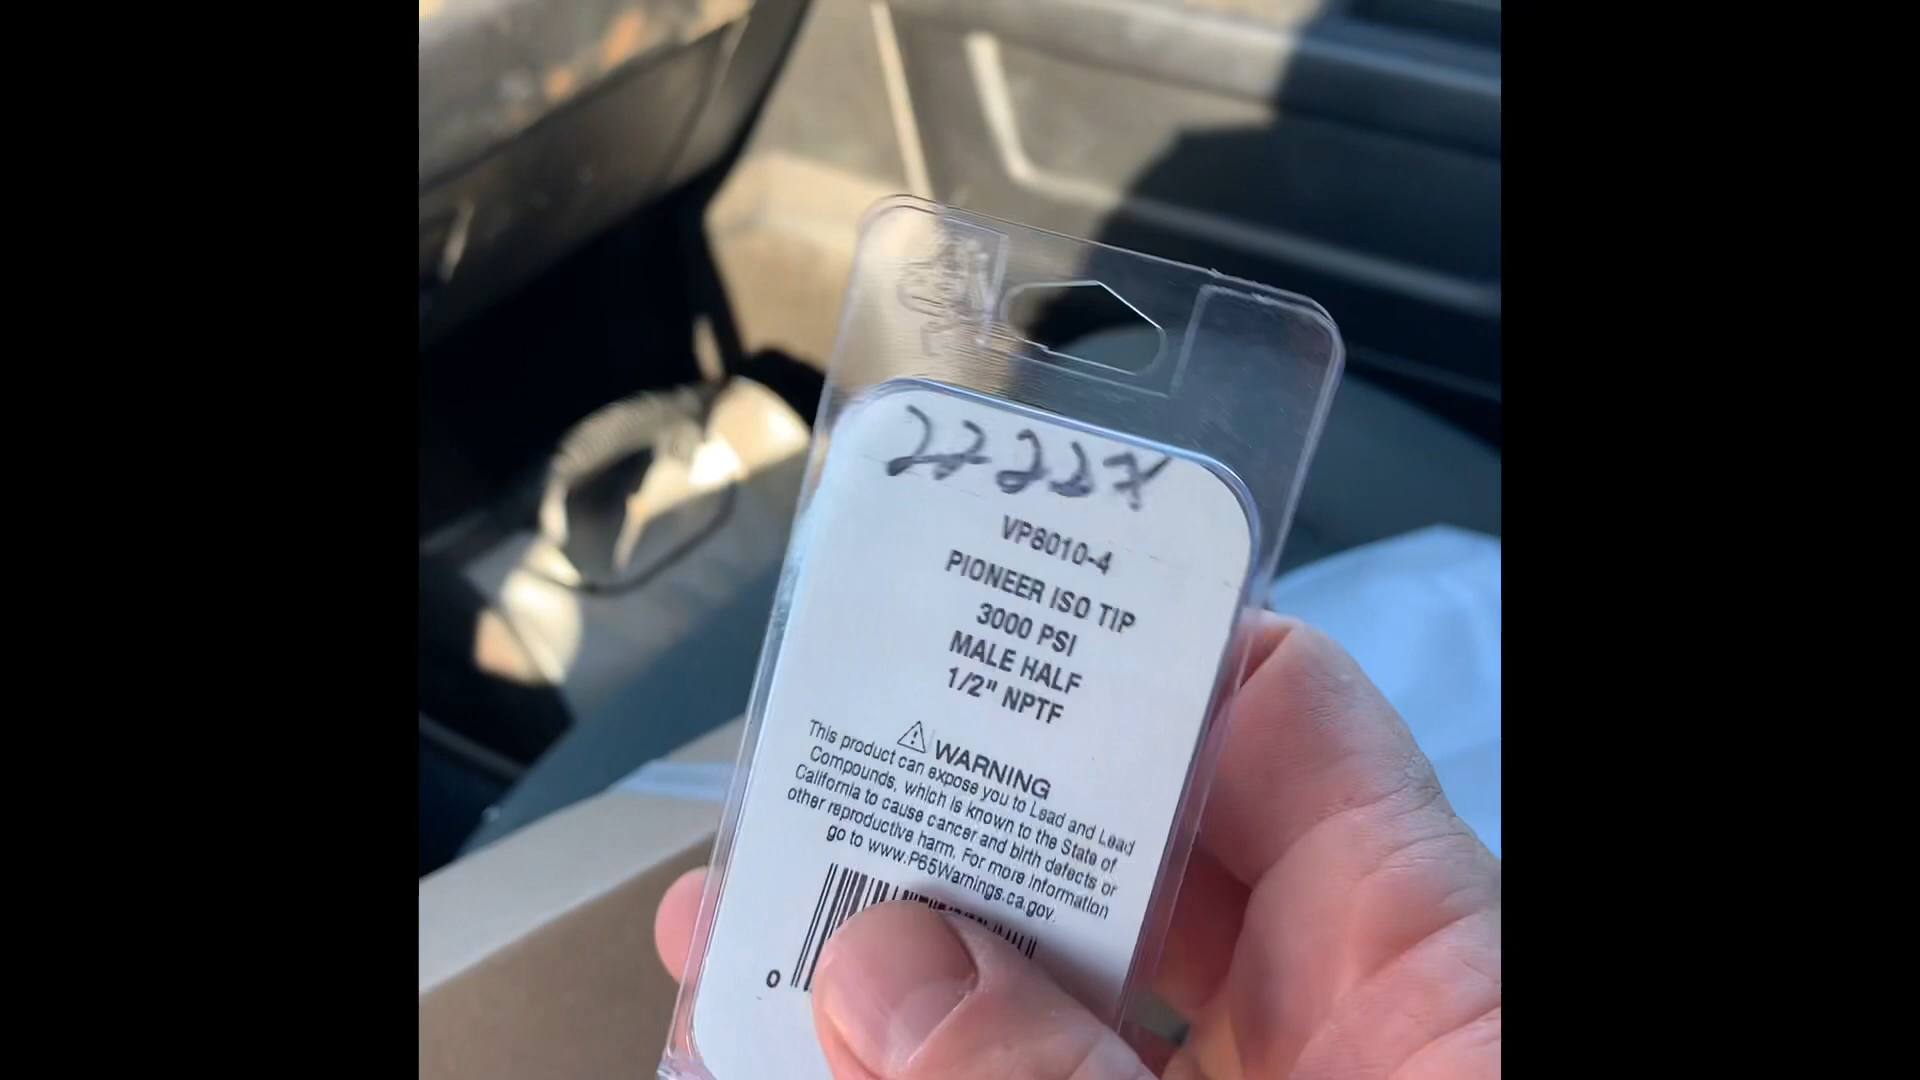 VP8010-4
PIONEER ISO TIP
3000 PSI
MALE HALF
1/2" NPTF
⚠ WARNING
This product can expose you to Lead and Lead
Compounds, which is known to the State of
California to cause cancer and birth defects or
other reproductive harm. For more information
go to www.P65Warnings.ca.gov.
0